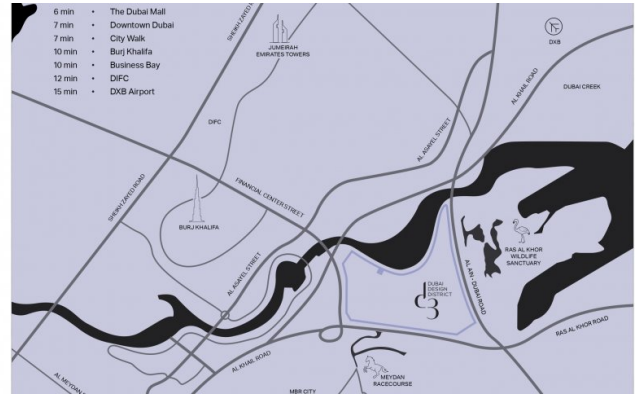 6 min • The Dubai Mall
7 min • Downtown Dubai
7 min • City Walk
10 min • Burj Khalifa
10 min • Business Bay
12 min • DIFC
15 min • DXB Airport
SHEIKH ZAYED ROAD
JUMEIRAH
EMIRATES TOWERS
DXB
AL KHAIL ROAD
DUBAI CREEK
DIFC
AL ASAYEL STREET
SHEIKH ZAYED ROAD
FINANCIAL CENTER STREET
BURJ KHALIFA
RAS AL KHOR
WILDLIFE
SANCTUARY
AL ASAYEL STREET
AL AIN - DUBAI ROAD
DUBAI
DESIGN
DISTRICT
d3
RAS AL KHOR ROAD
AL KHAIL ROAD
MEYDAN
RACECOURSE
AL MEYDAN
MBR CITY